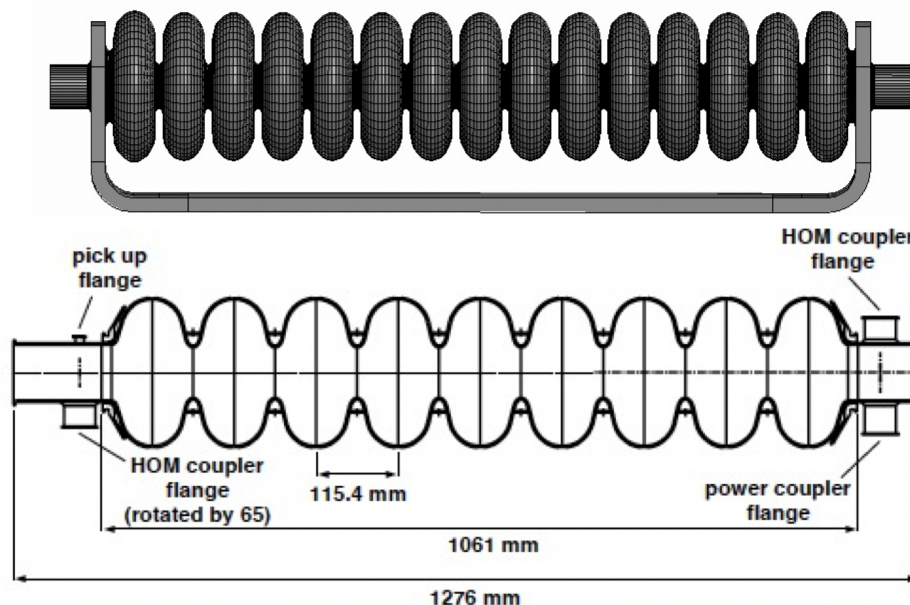 pick up
flange
HOM coupler
flange
HOM coupler
flange
(rotated by 65)
115.4 mm
power coupler
flange
1061 mm
1276 mm